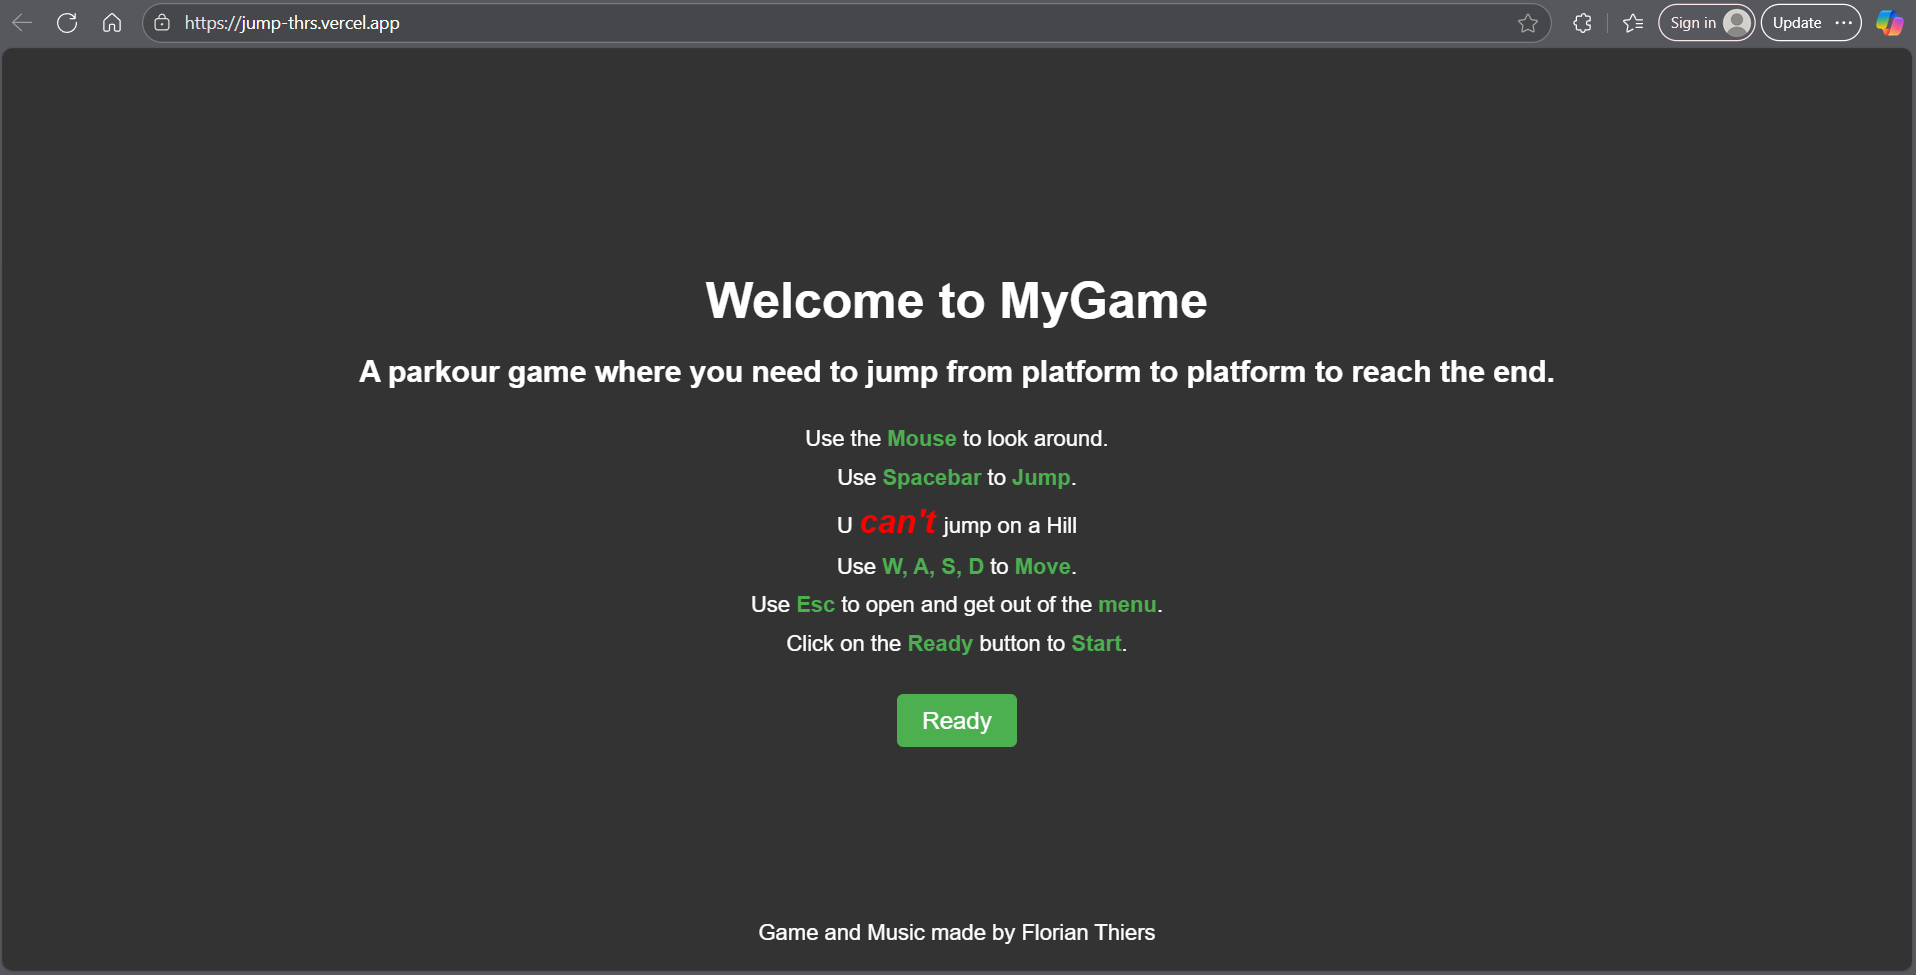 https://jump-thrs.vercel.app
Sign in
Update
Welcome to MyGame
A parkour game where you need to jump from platform to platform to reach the end.
Use the Mouse to look around.
Use Spacebar to Jump.
U can't jump on a Hill
Use W, A, S, D to Move.
Use Esc to open and get out of the menu.
Click on the Ready button to Start.
Ready
Game and Music made by Florian Thiers